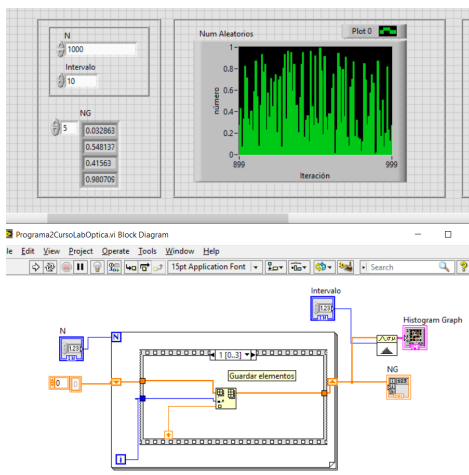 N
1000
Intervalo
10
NG
5
0.032863
0.548137
0.41563
0.980709
Num Aleatorios
Plot 0
número
1-
0.8-
0.6-
0.4-
0.2-
0-
899
999
Iteración
Programa2CursoLabOptica.vi Block Diagram
le Edit View Project Operate Tools Window Help
15pt Application Font
Search
Intervalo
Histogram Graph
N
N
1 [0..3]
NG
Guardar elementos
0
0
i